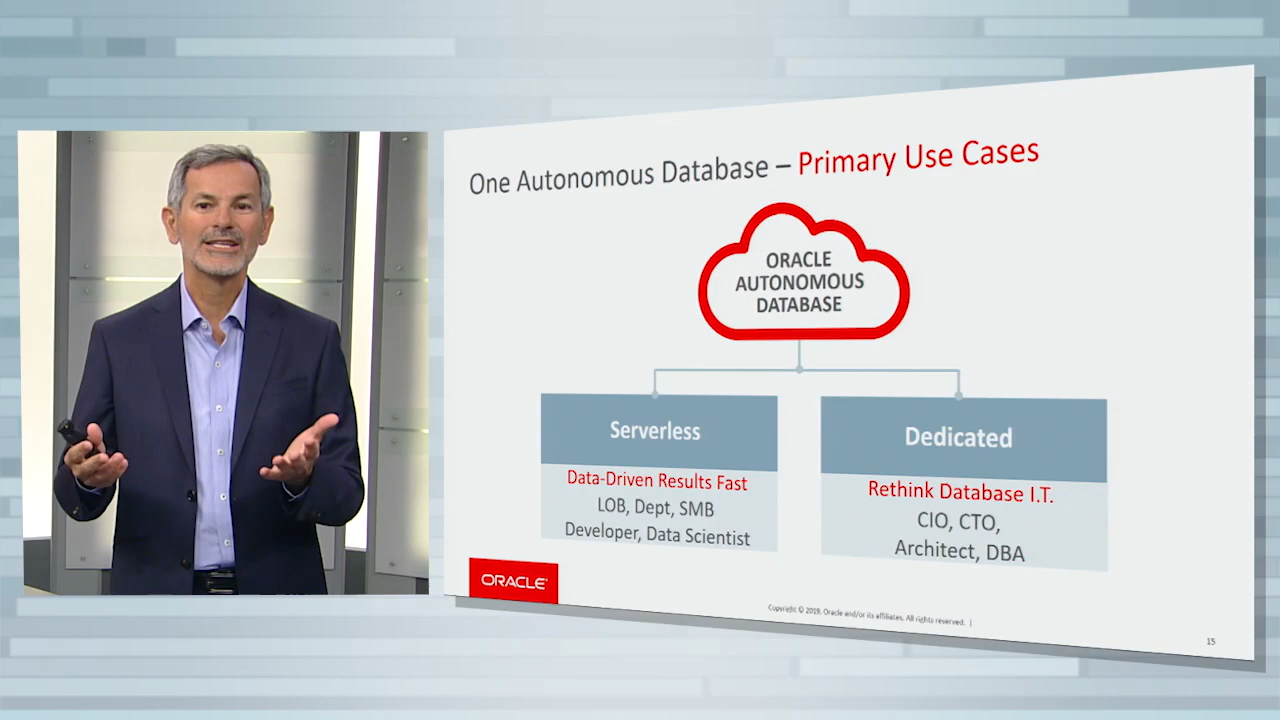 One Autonomous Database – Primary Use Cases
ORACLE
AUTONOMOUS
DATABASE
Serverless
Data-Driven Results Fast
LOB, Dept, SMB
Developer, Data Scientist
Dedicated
Rethink Database I.T.
CIO, CTO,
Architect, DBA
ORACLE®
Copyright © 2019, Oracle and/or its affiliates. All rights reserved. |
15